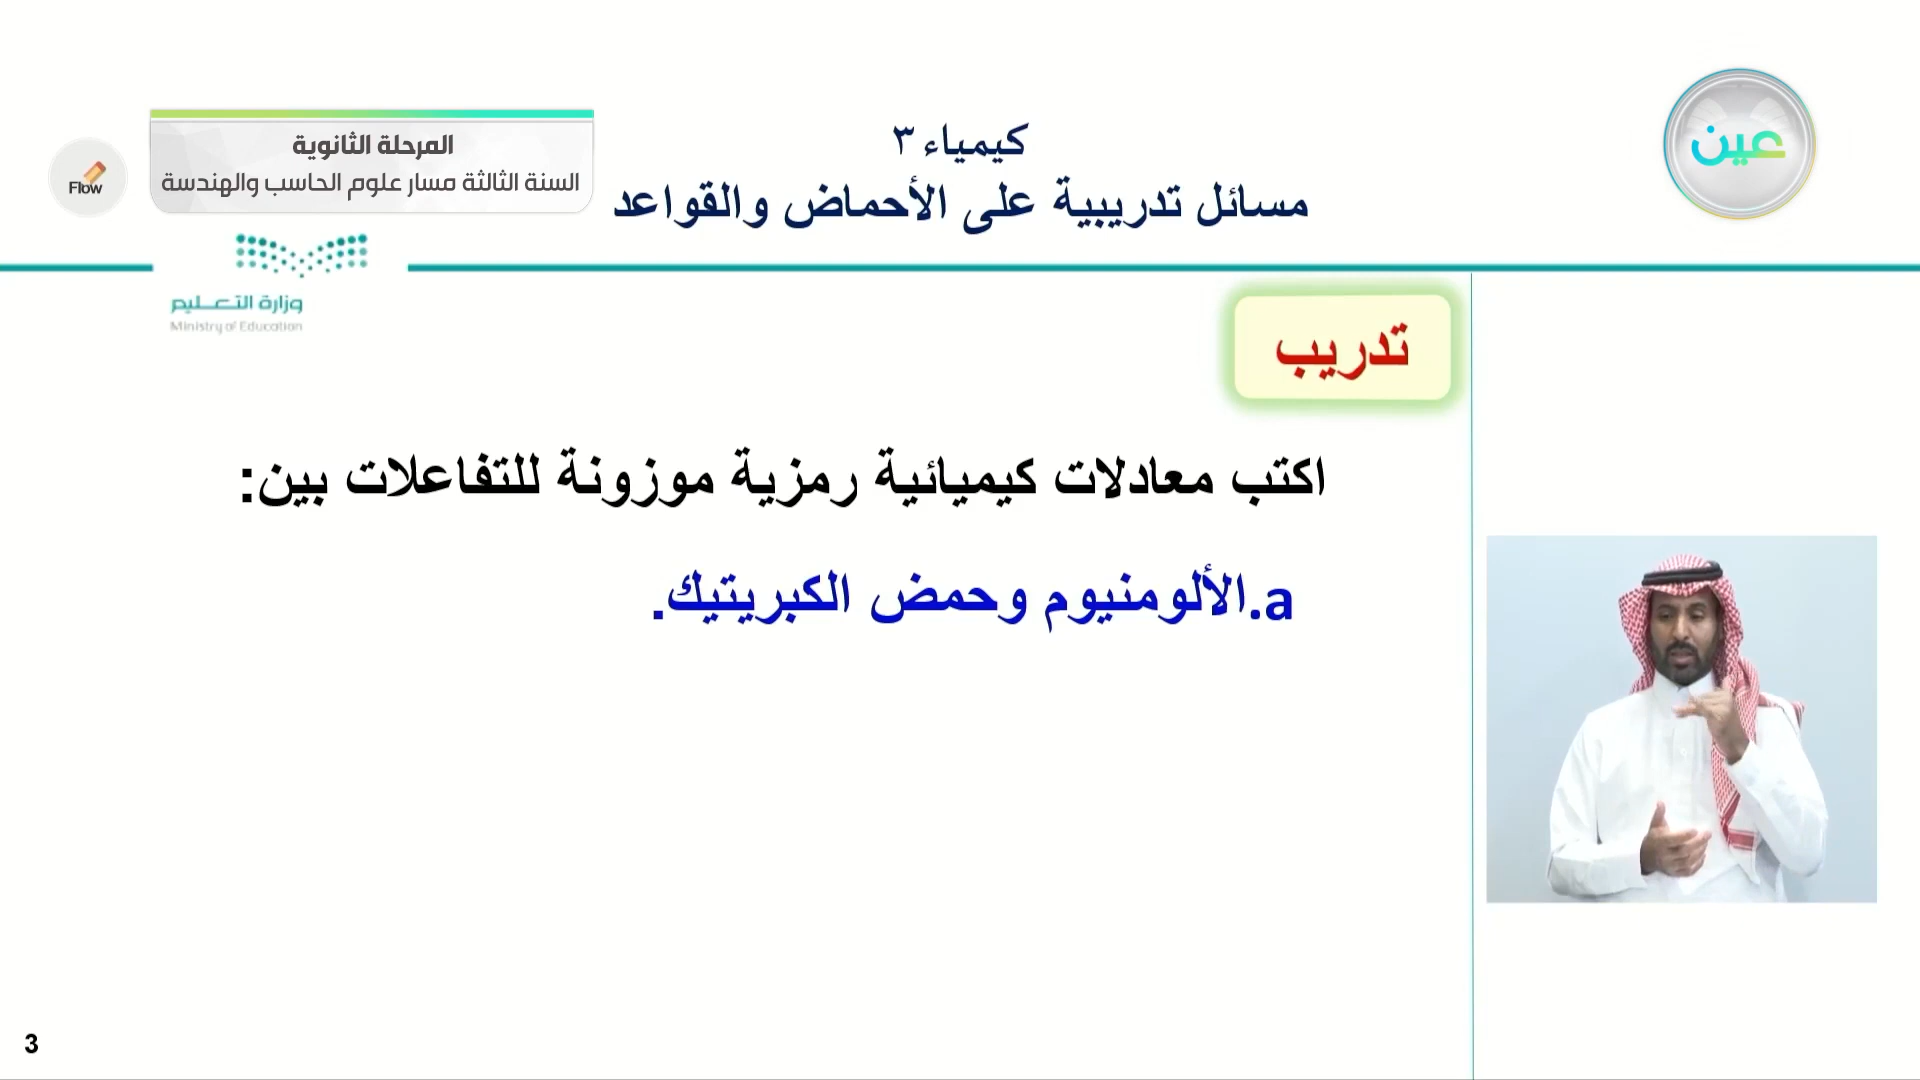 عين
كيمياء ٣
مسائل تدريبية على الأحماض والقواعد
المرحلة الثانوية
السنة الثالثة مسار علوم الحاسب والهندسة
Flow
وزارة التعـــليم
Ministry of Education
تدريب
اكتب معادلات كيميائية رمزية موزونة للتفاعلات بين:
a.الألومنيوم وحمض الكبريتيك.
3